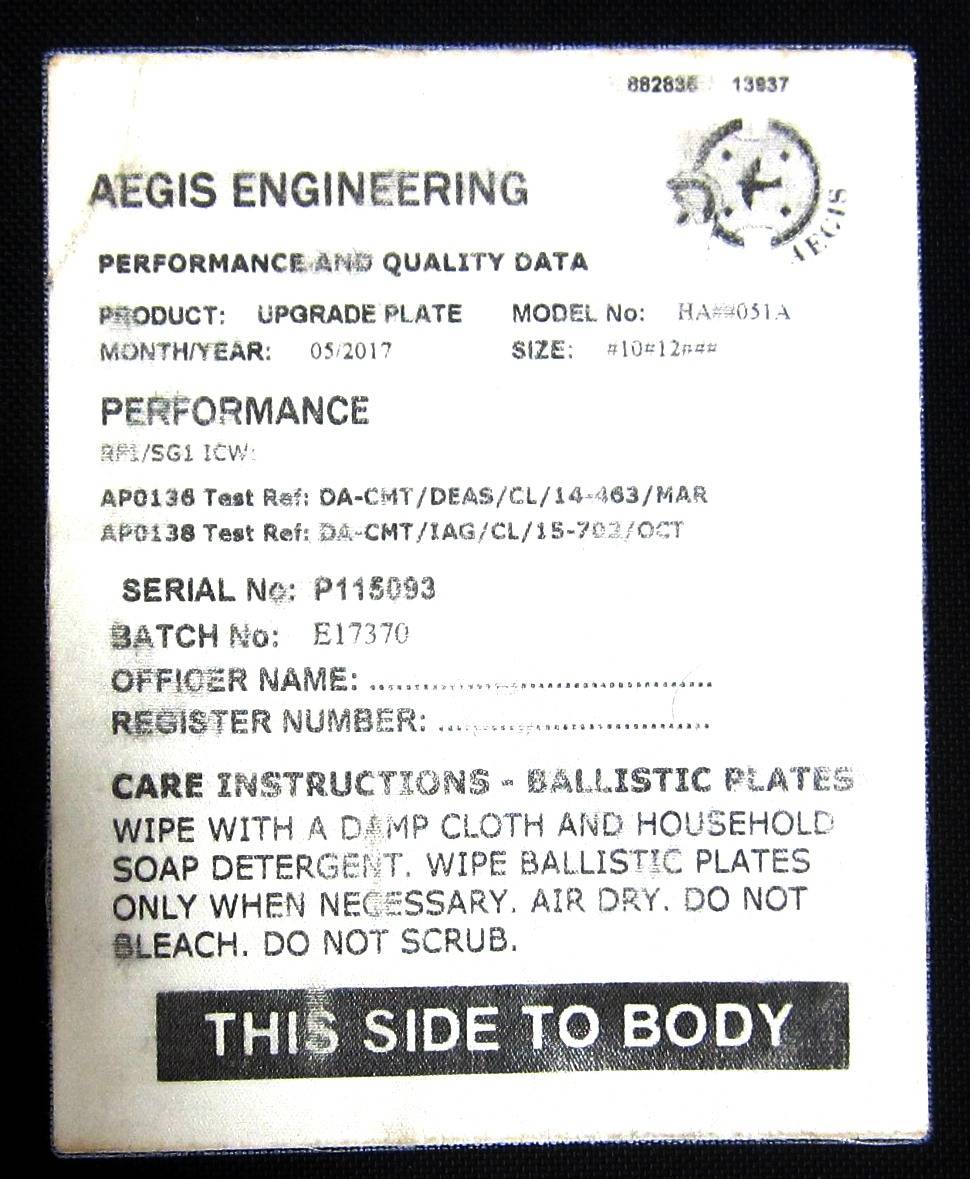 882836 13937
AEGIS ENGINEERING
AEGIS
PERFORMANCE AND QUALITY DATA
PRODUCT: UPGRADE PLATE MODEL No: HA##051A
MONTH/YEAR: 05/2017 SIZE: #10#12###
PERFORMANCE
RF1/SG1 ICW:
AP0136 Test Ref: DA-CMT/DEAS/CL/14-463/MAR
AP0138 Test Ref: DA-CMT/IAG/CL/15-702/OCT
SERIAL No: P115093
BATCH No: E17370
OFFICER NAME: ........................................
REGISTER NUMBER: ........................................
CARE INSTRUCTIONS - BALLISTIC PLATES
WIPE WITH A DAMP CLOTH AND HOUSEHOLD
SOAP DETERGENT. WIPE BALLISTIC PLATES
ONLY WHEN NECESSARY. AIR DRY. DO NOT
BLEACH. DO NOT SCRUB.
THIS SIDE TO BODY